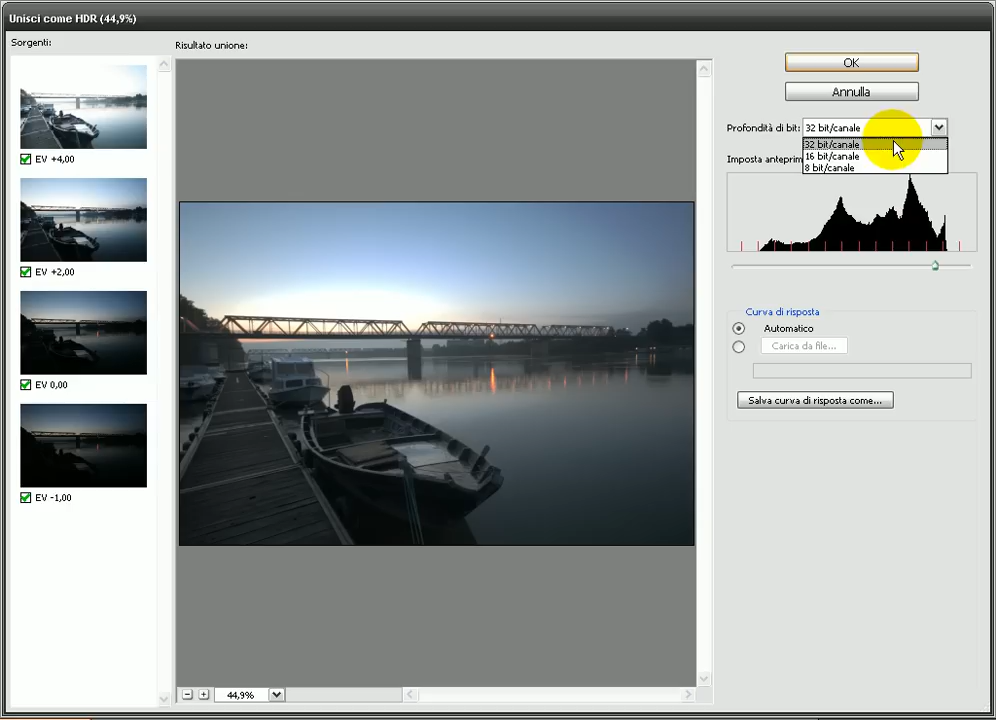 Unisci come HDR (44,9%)
Sorgenti:
Risultato unione:
OK
Annulla
Profondità di bit:
32 bit/canale
32 bit/canale
16 bit/canale
8 bit/canale
Imposta anteprim
EV +4,00
EV +2,00
EV 0,00
EV -1,00
Curva di risposta
Automatico
Carica da file...
Salva curva di risposta come...
44,9%